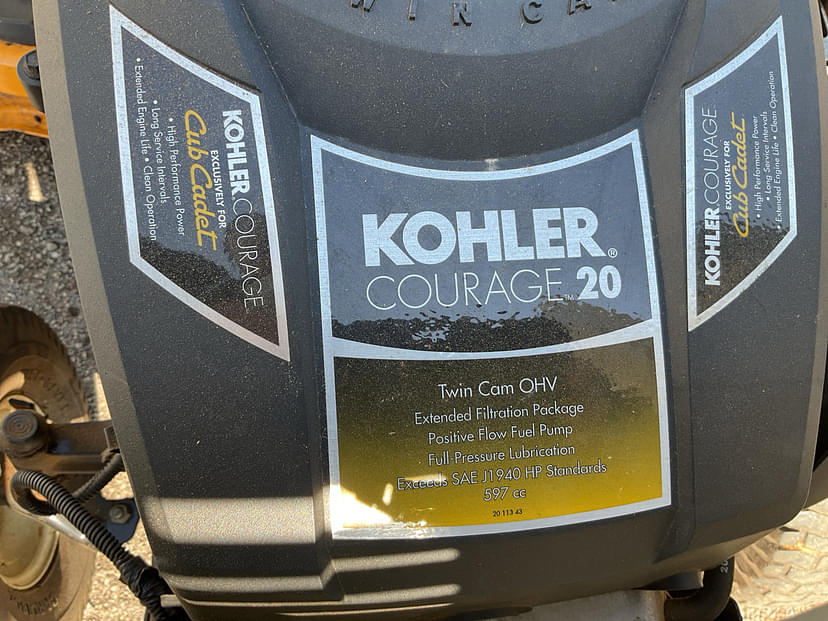 TWIN CA
KOHLER COURAGE
EXCLUSIVELY FOR
Cub Cadet
• High Performance Power
• Long Service Intervals
• Extended Engine Life • Clean Operation
KOHLER®
COURAGE™ 20
Twin Cam OHV
Extended Filtration Package
Positive Flow Fuel Pump
Full Pressure Lubrication
Exceeds SAE J1940 HP Standards
597 cc
20 113 43
KOHLER COURAGE
EXCLUSIVELY FOR
Cub Cadet
• High Performance Power
• Long Service Intervals
• Extended Engine Life • Clean Operation